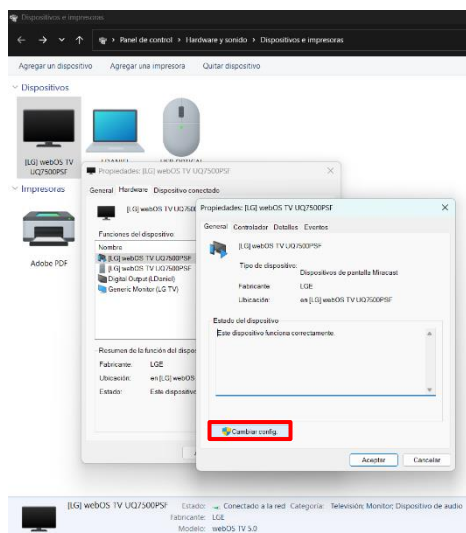 Dispositivos e impresoras
Panel de control > Hardware y sonido > Dispositivos e impresoras
Agregar un dispositivo Agregar una impresora Quitar dispositivo
Dispositivos
[LG] webOS TV
UQ7500PSF
Impresoras
Adobe PDF
Propiedades: [LG] webOS TV UQ7500PSF
General Hardware Dispositivo conectado
[LG] webOS TV UQ7500
Funciones del dispositivo:
Nombre
[LG] webOS TV UQ7500PSF
[LG] webOS TV UQ7500PSF
Digital Output (LDaniel)
Generic Monitor (LG TV)
Resumen de la función del dispos
Fabricante: LGE
Ubicación: en [LG] webOS
Estado: Este dispositivo
Propiedades: [LG] webOS TV UQ7500PSF
General Controlador Detalles Eventos
[LG] webOS TV UQ7500PSF
Tipo de dispositivo:
Dispositivos de pantalla Miracast
Fabricante: LGE
Ubicación: en [LG] webOS TV UQ7500PSF
Estado del dispositivo
Este dispositivo funciona correctamente.
Cambiar config.
Aceptar Cancelar
[LG] webOS TV UQ7500PSF Estado: Conectado a la red Categoría: Televisión; Monitor; Dispositivo de audio
Fabricante: LGE
Modelo: webOS TV 5.0